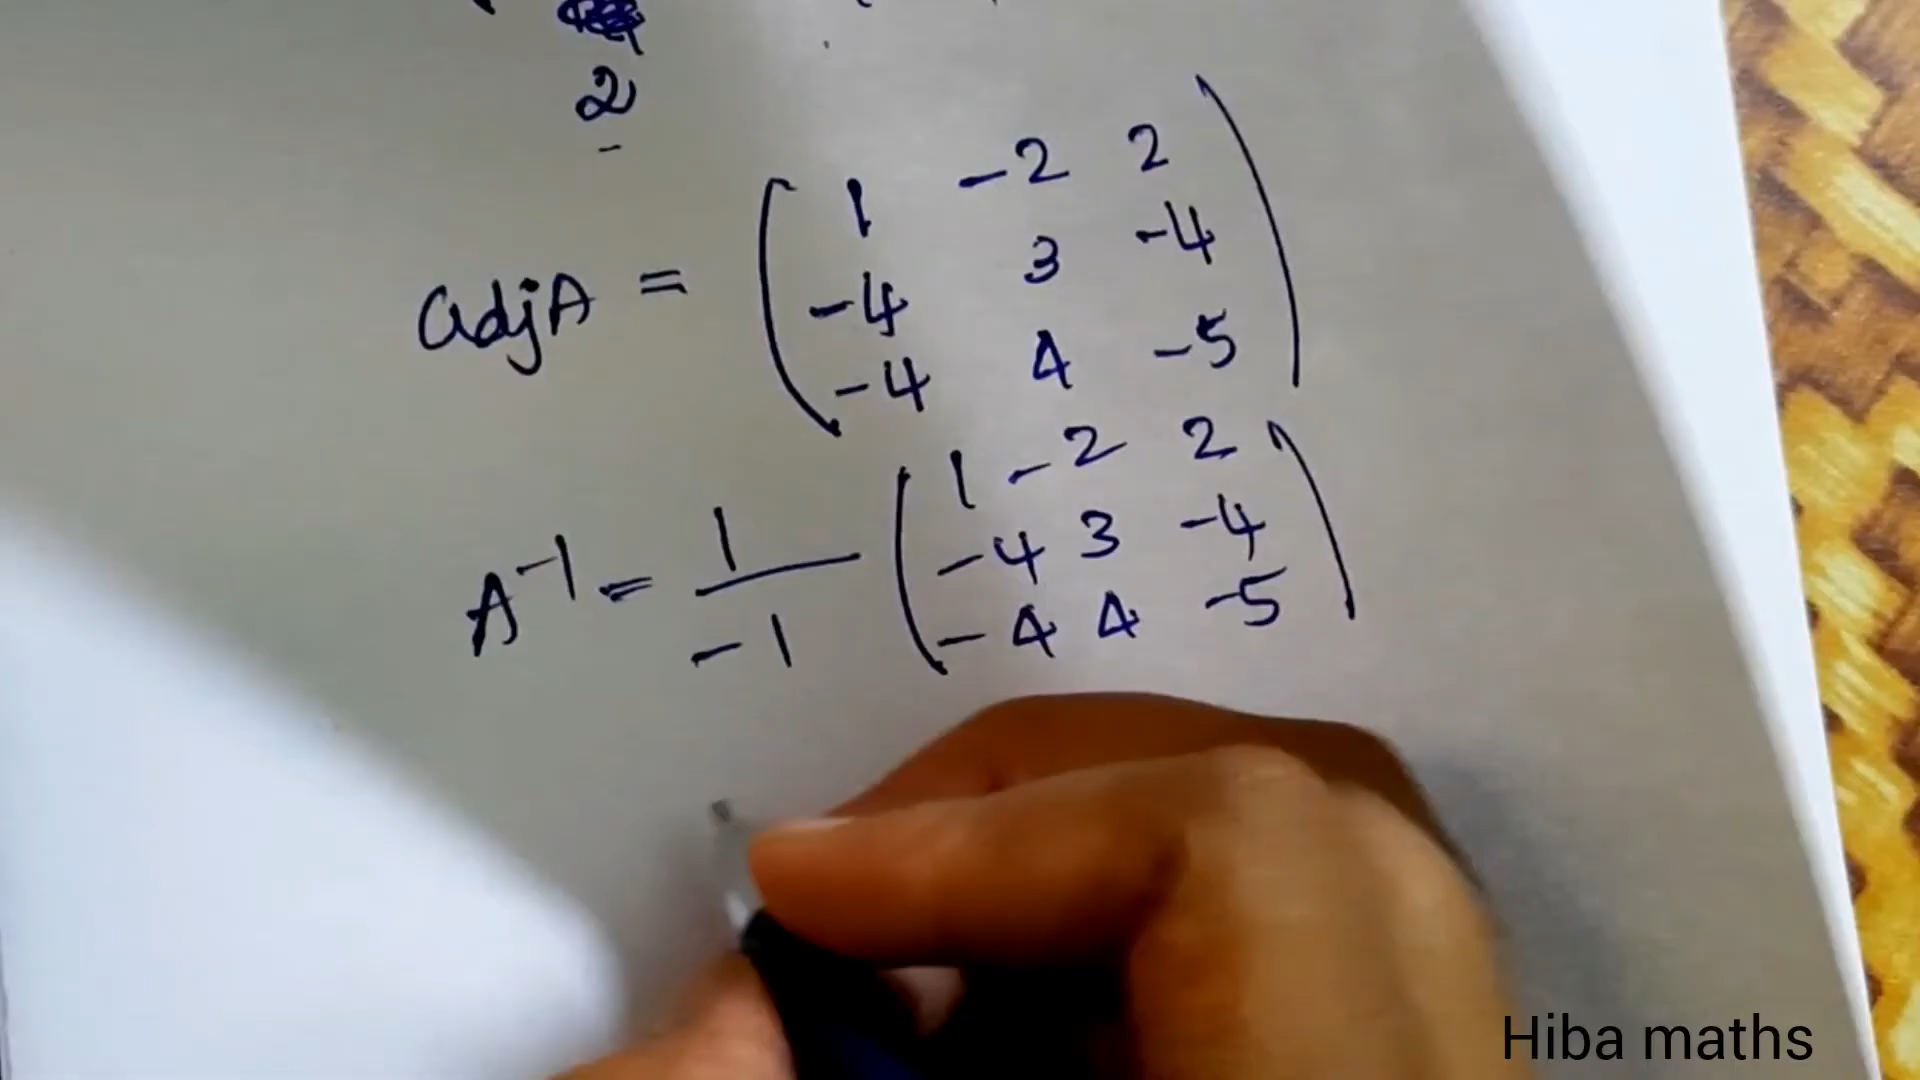 2
1 -2 2
adjA = -4 3 -4
-4 4 -5
1 -2 2
A⁻¹ = 1/-1 -4 3 -4
-4 4 -5
Hiba maths